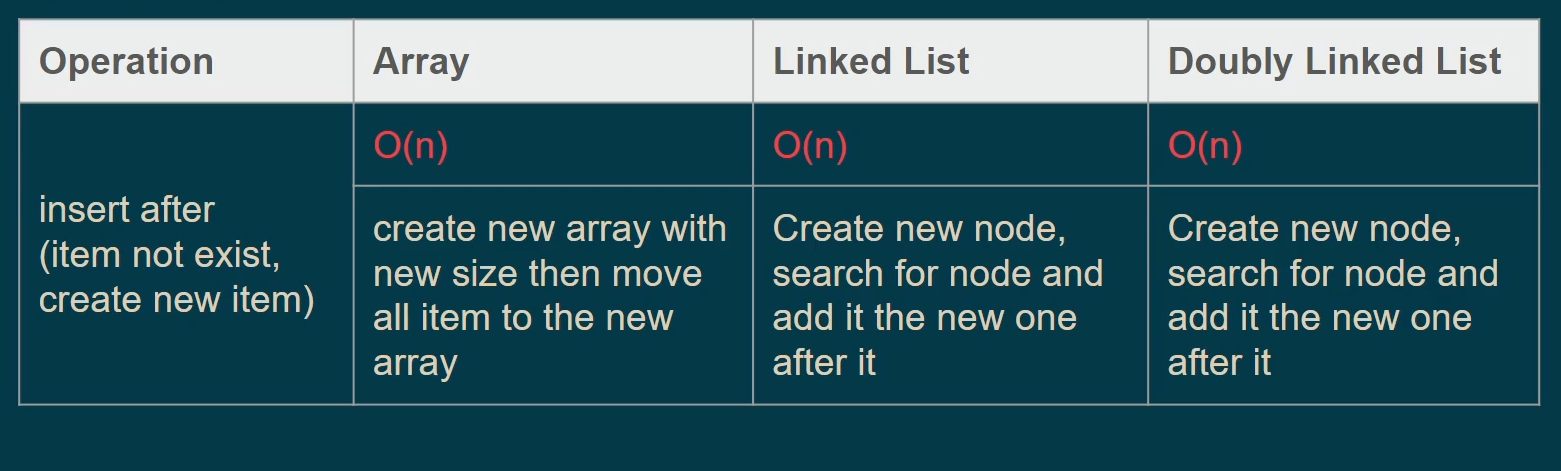 Operation
Array
Linked List
Doubly Linked List
insert after
(item not exist,
create new item)
O(n)
O(n)
O(n)
create new array with
new size then move
all item to the new
array
Create new node,
search for node and
add it the new one
after it
Create new node,
search for node and
add it the new one
after it